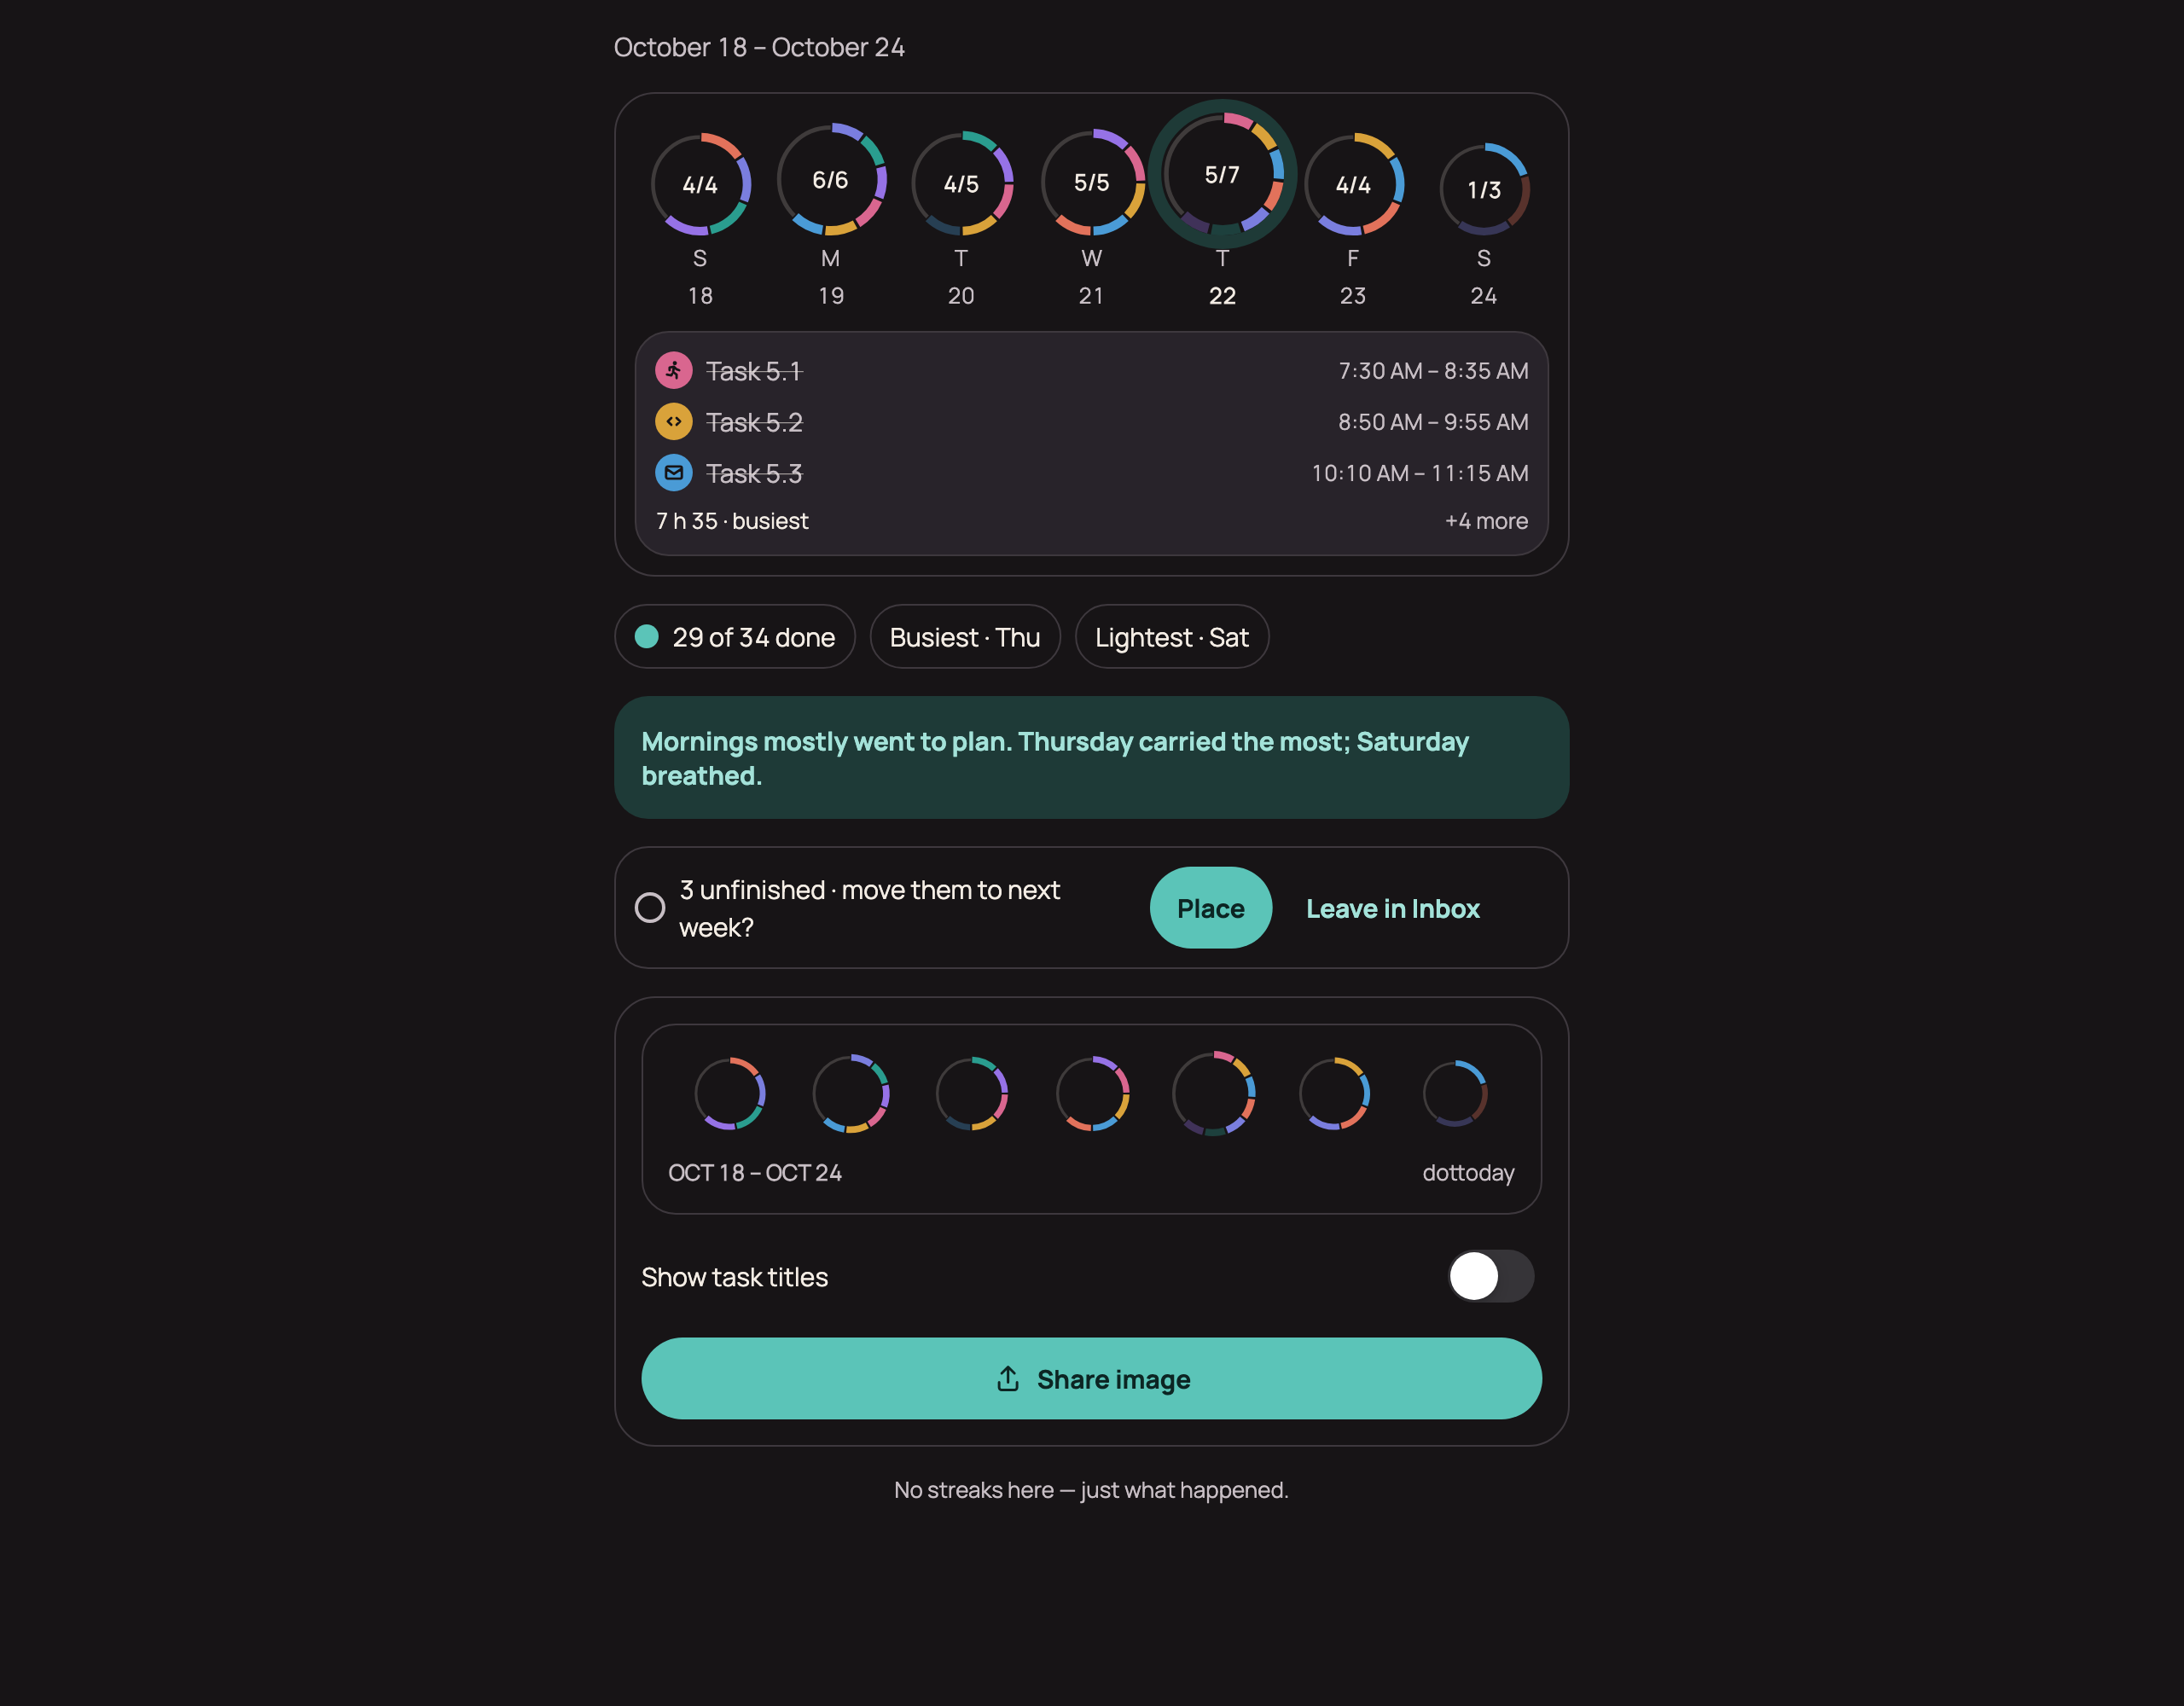 October 18 – October 24
4/4
6/6
4/5
5/5
5/7
4/4
1/3
S
M
T
W
T
F
S
18
19
20
21
22
23
24
Task 5.1
7:30 AM – 8:35 AM
Task 5.2
8:50 AM – 9:55 AM
Task 5.3
10:10 AM – 11:15 AM
7 h 35 · busiest
+4 more
29 of 34 done
Busiest · Thu
Lightest · Sat
Mornings mostly went to plan. Thursday carried the most; Saturday
breathed.
3 unfinished · move them to next
week?
Place
Leave in Inbox
OCT 18 – OCT 24
dottoday
Show task titles
Share image
No streaks here — just what happened.